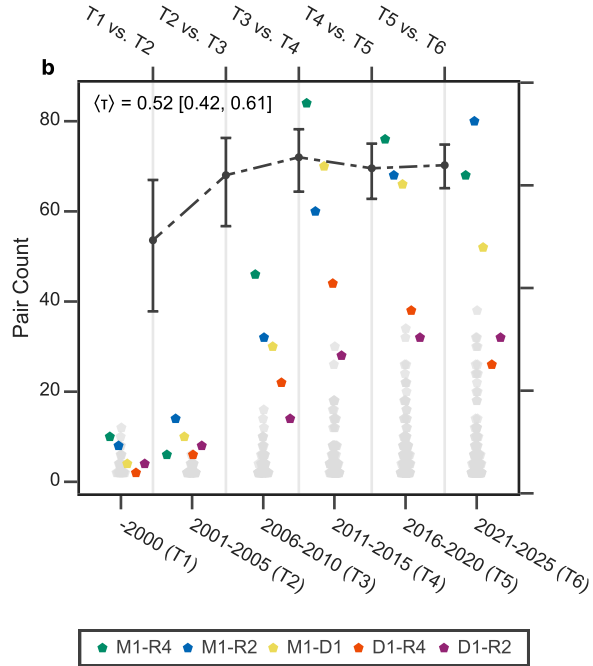 T1 vs. T2
T2 vs. T3
T3 vs. T4
T4 vs. T5
T5 vs. T6
b
⟨τ⟩ = 0.52 [0.42, 0.61]
Pair Count
80
60
40
20
0
-2000 (T1)
2001-2005 (T2)
2006-2010 (T3)
2011-2015 (T4)
2016-2020 (T5)
2021-2025 (T6)
M1-R4 M1-R2 M1-D1 D1-R4 D1-R2